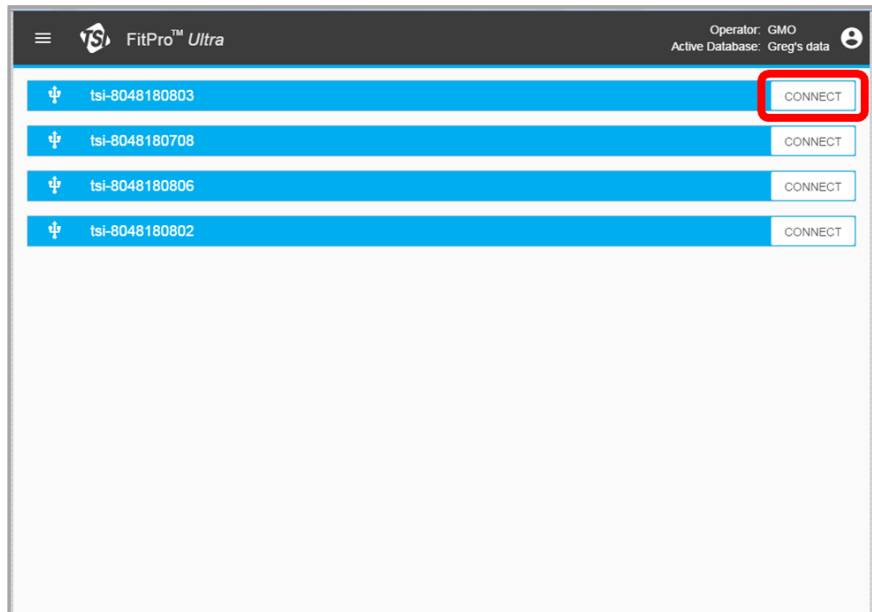 TSI FitPro™ Ultra
Operator: GMO
Active Database: Greg's data
tsi-8048180803 CONNECT
tsi-8048180708 CONNECT
tsi-8048180806 CONNECT
tsi-8048180802 CONNECT